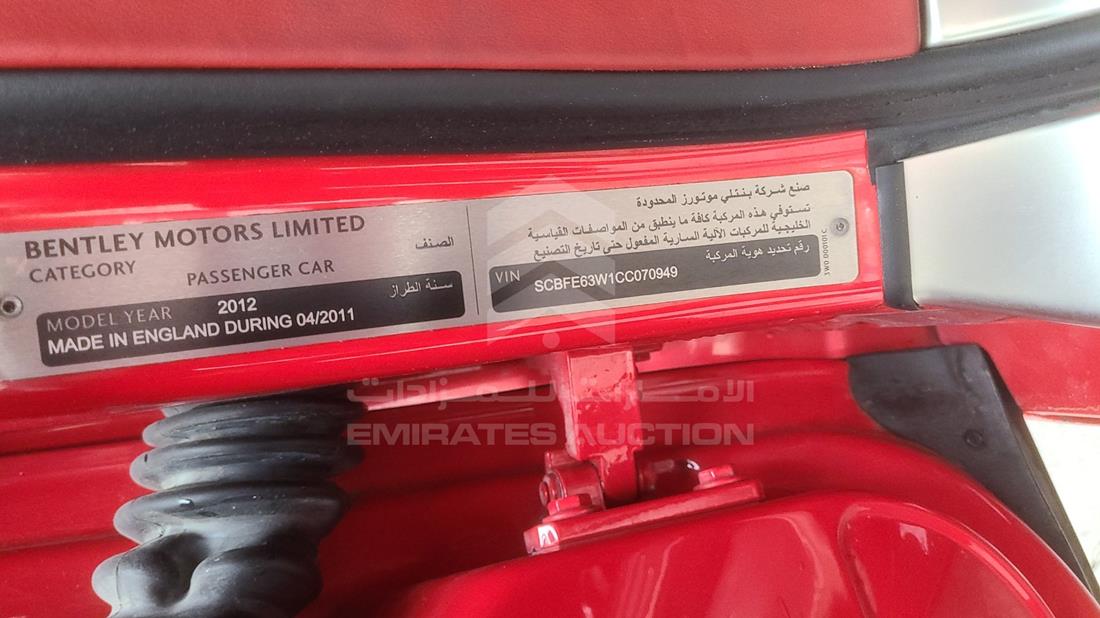 BENTLEY MOTORS LIMITED
CATEGORY الصنف
PASSENGER CAR
MODEL YEAR 2012 سنة الطراز
MADE IN ENGLAND DURING 04/2011
صنع شركة بنتلي موتورز المحدودة
تستوفي هذه المركبة كافة ما ينطبق من المواصفات القياسية
الخليجية للمركبات الآلية السارية المفعول حتى تاريخ التصنيع
رقم تحديد هوية المركبة
VIN SCBFE63W1CC070949
3W0 000101 C
الامارات للمزادات
EMIRATES AUCTION